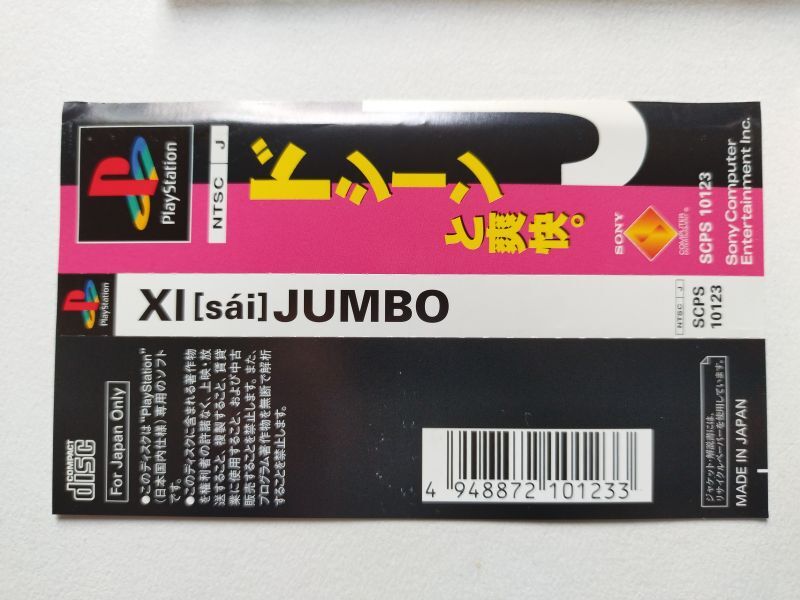 PlayStation
NTSC J
ドシーン
と爽快。
SONY
COMPUTER
ENTERTAINMENT
SCPS 10123
Sony Computer
Entertainment Inc.
PlayStation
XI [sái] JUMBO
NTSC J
SCPS
10123
COMPACT
disc
For Japan Only
●このディスクは"PlayStation"
(日本国内仕様)専用のソフト
です。
●このディスクに含まれる著作物
を権利者の許諾なく、上映・放
送すること、複製すること、賃貸
業に使用すること、および中古
販売することを禁止します。また、
プログラム著作物を無断で解析
することを禁止します。
4 948872 101233
ジャケット・解説書には、
リサイクルペーパーを使用しています。
MADE IN JAPAN